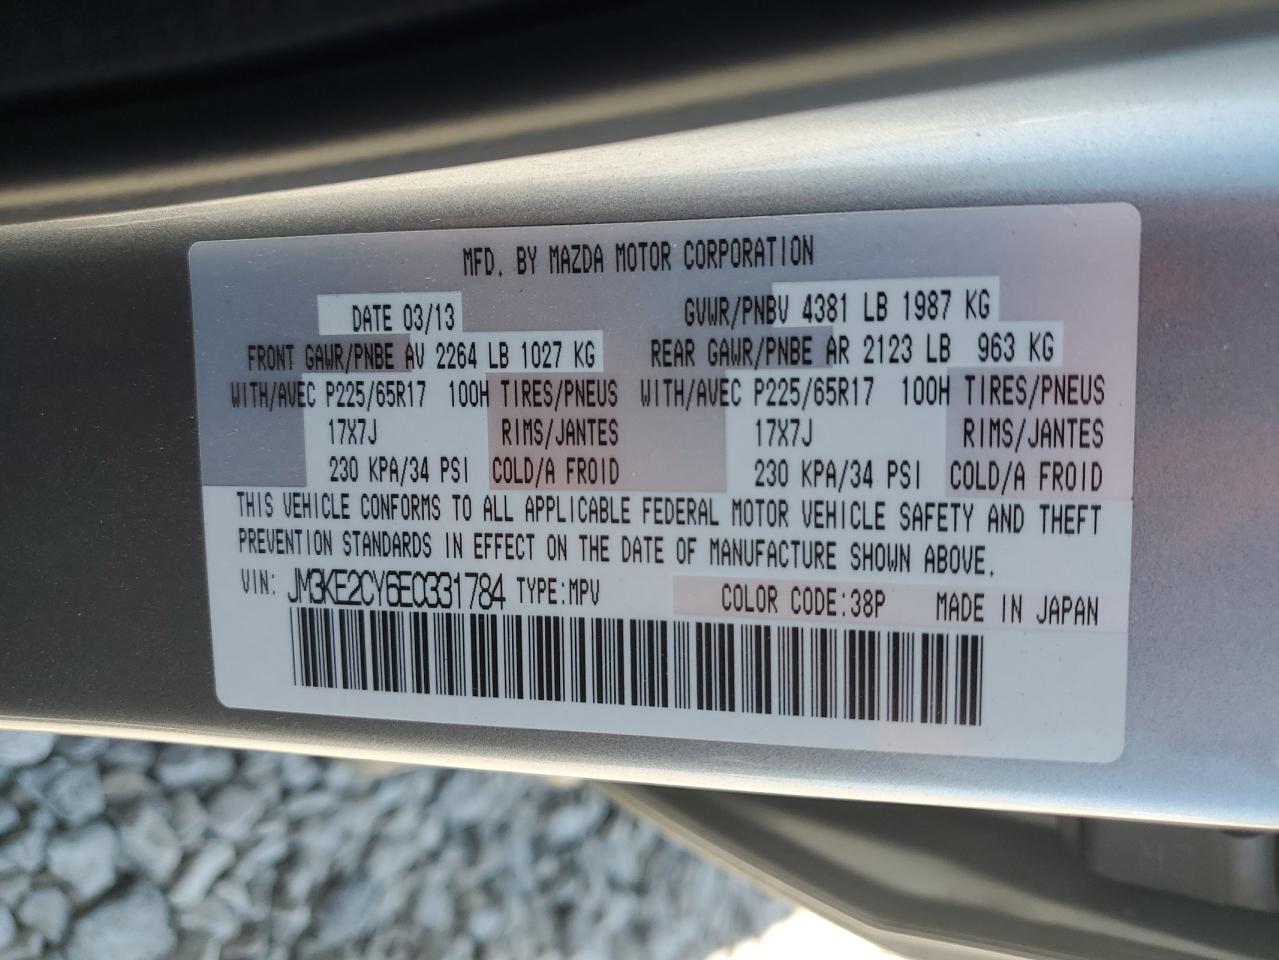 MFD. BY MAZDA MOTOR CORPORATION
DATE 03/13 GVWR/PNBV 4381 LB 1987 KG
FRONT GAWR/PNBE AV 2264 LB 1027 KG REAR GAWR/PNBE AR 2123 LB 963 KG
WITH/AVEC P225/65R17 100H TIRES/PNEUS WITH/AVEC P225/65R17 100H TIRES/PNEUS
17X7J RIMS/JANTES 17X7J RIMS/JANTES
230 KPA/34 PSI COLD/A FROID 230 KPA/34 PSI COLD/A FROID
THIS VEHICLE CONFORMS TO ALL APPLICABLE FEDERAL MOTOR VEHICLE SAFETY AND THEFT
PREVENTION STANDARDS IN EFFECT ON THE DATE OF MANUFACTURE SHOWN ABOVE.
VIN: JM3KE2CY6E0331784 TYPE:MPV COLOR CODE:38P MADE IN JAPAN